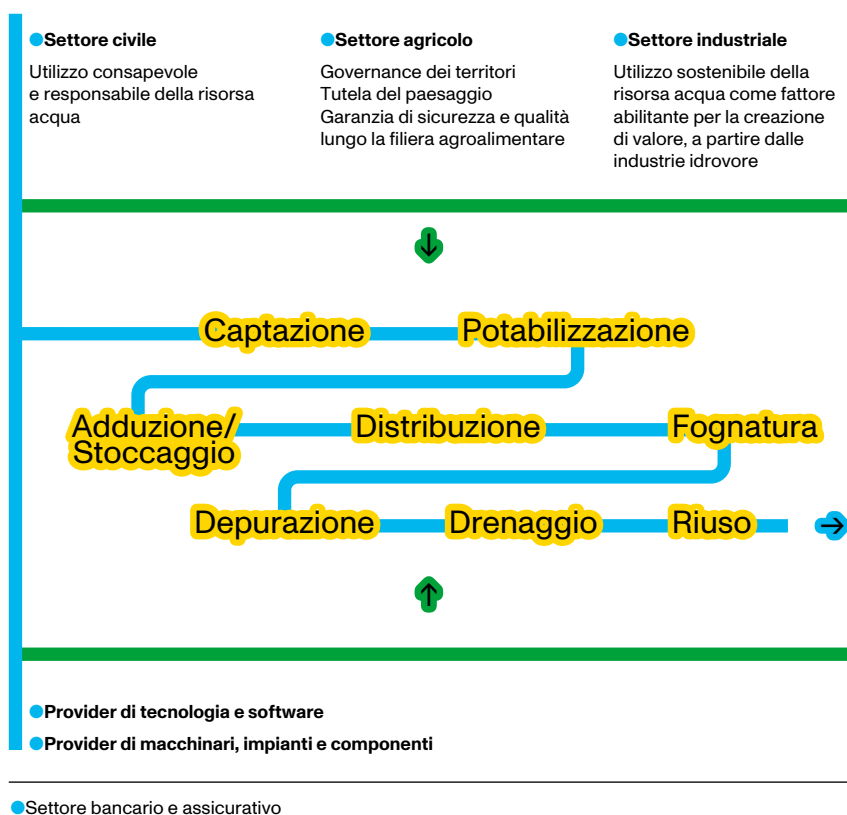 Settore civile
Utilizzo consapevole
e responsabile della risorsa
acqua
Settore agricolo
Governance dei territori
Tutela del paesaggio
Garanzia di sicurezza e qualità
lungo la filiera agroalimentare
Settore industriale
Utilizzo sostenibile della
risorsa acqua come fattore
abilitante per la creazione
di valore, a partire dalle
industrie idrovore
Captazione
Potabilizzazione
Adduzione/
Stoccaggio
Distribuzione
Fognatura
Depurazione
Drenaggio
Riuso
Provider di tecnologia e software
Provider di macchinari, impianti e componenti
Settore bancario e assicurativo